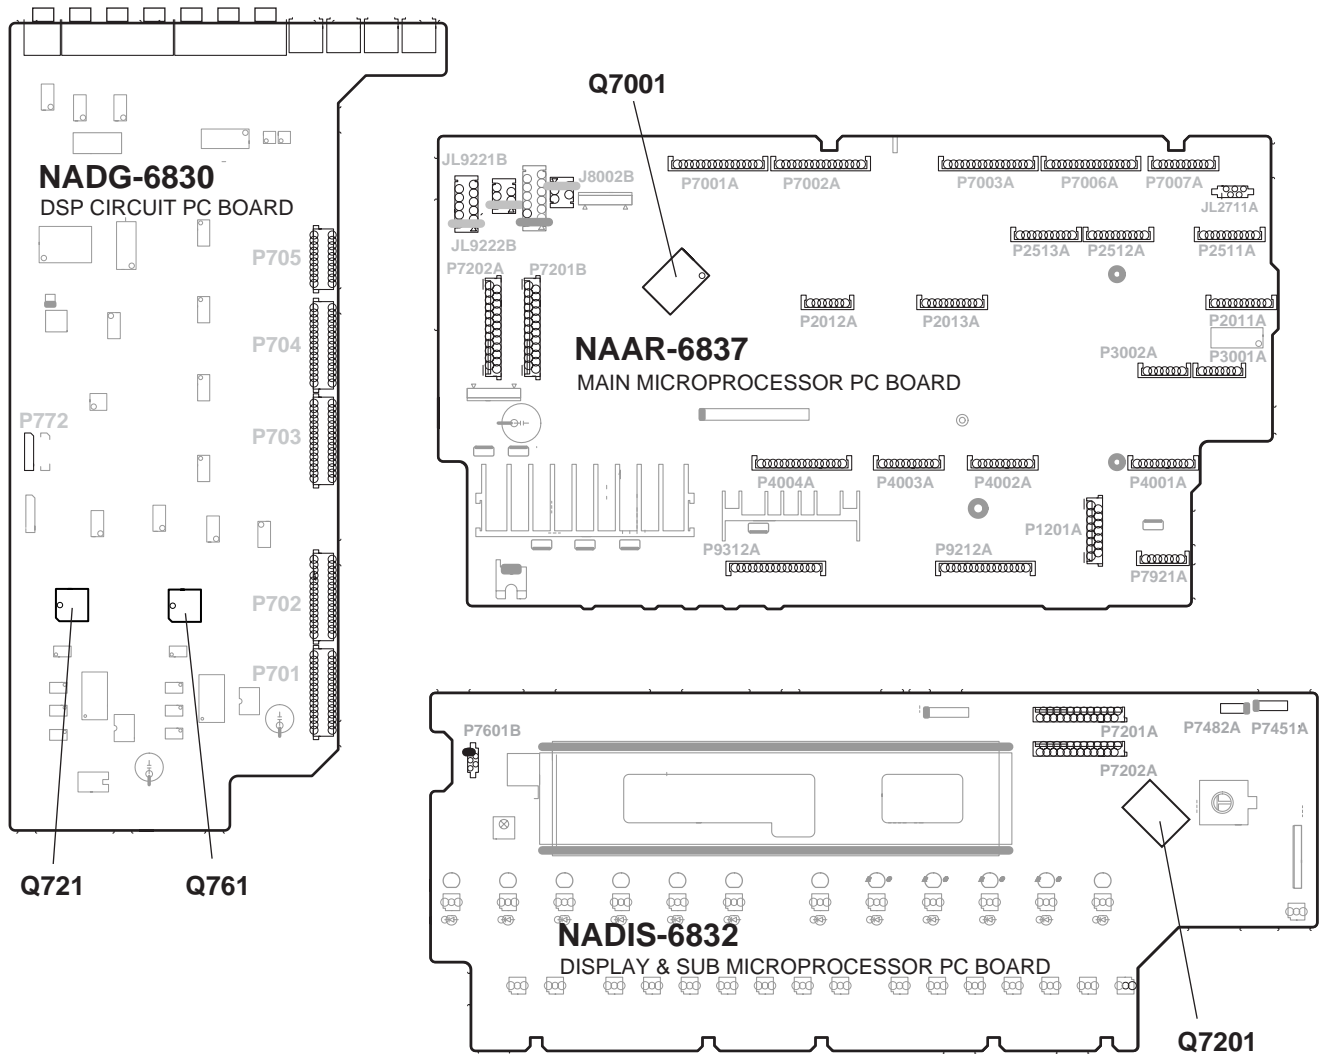 Q7001
NADG-6830
DSP CIRCUIT PC BOARD
P705
P704
P772
P703
P702
P701
Q721
Q761
JL9221B
J8002B
P7001A
P7002A
P7003A
P7006A
P7007A
JL2711A
JL9222B
P2513A
P2512A
P2511A
P7202A
P7201B
P2012A
P2013A
P2011A
NAAR-6837
MAIN MICROPROCESSOR PC BOARD
P3002A
P3001A
P4004A
P4003A
P4002A
P4001A
P1201A
P9312A
P9212A
P7921A
P7601B
P7201A
P7482A
P7451A
P7202A
NADIS-6832
DISPLAY & SUB MICROPROCESSOR PC BOARD
Q7201